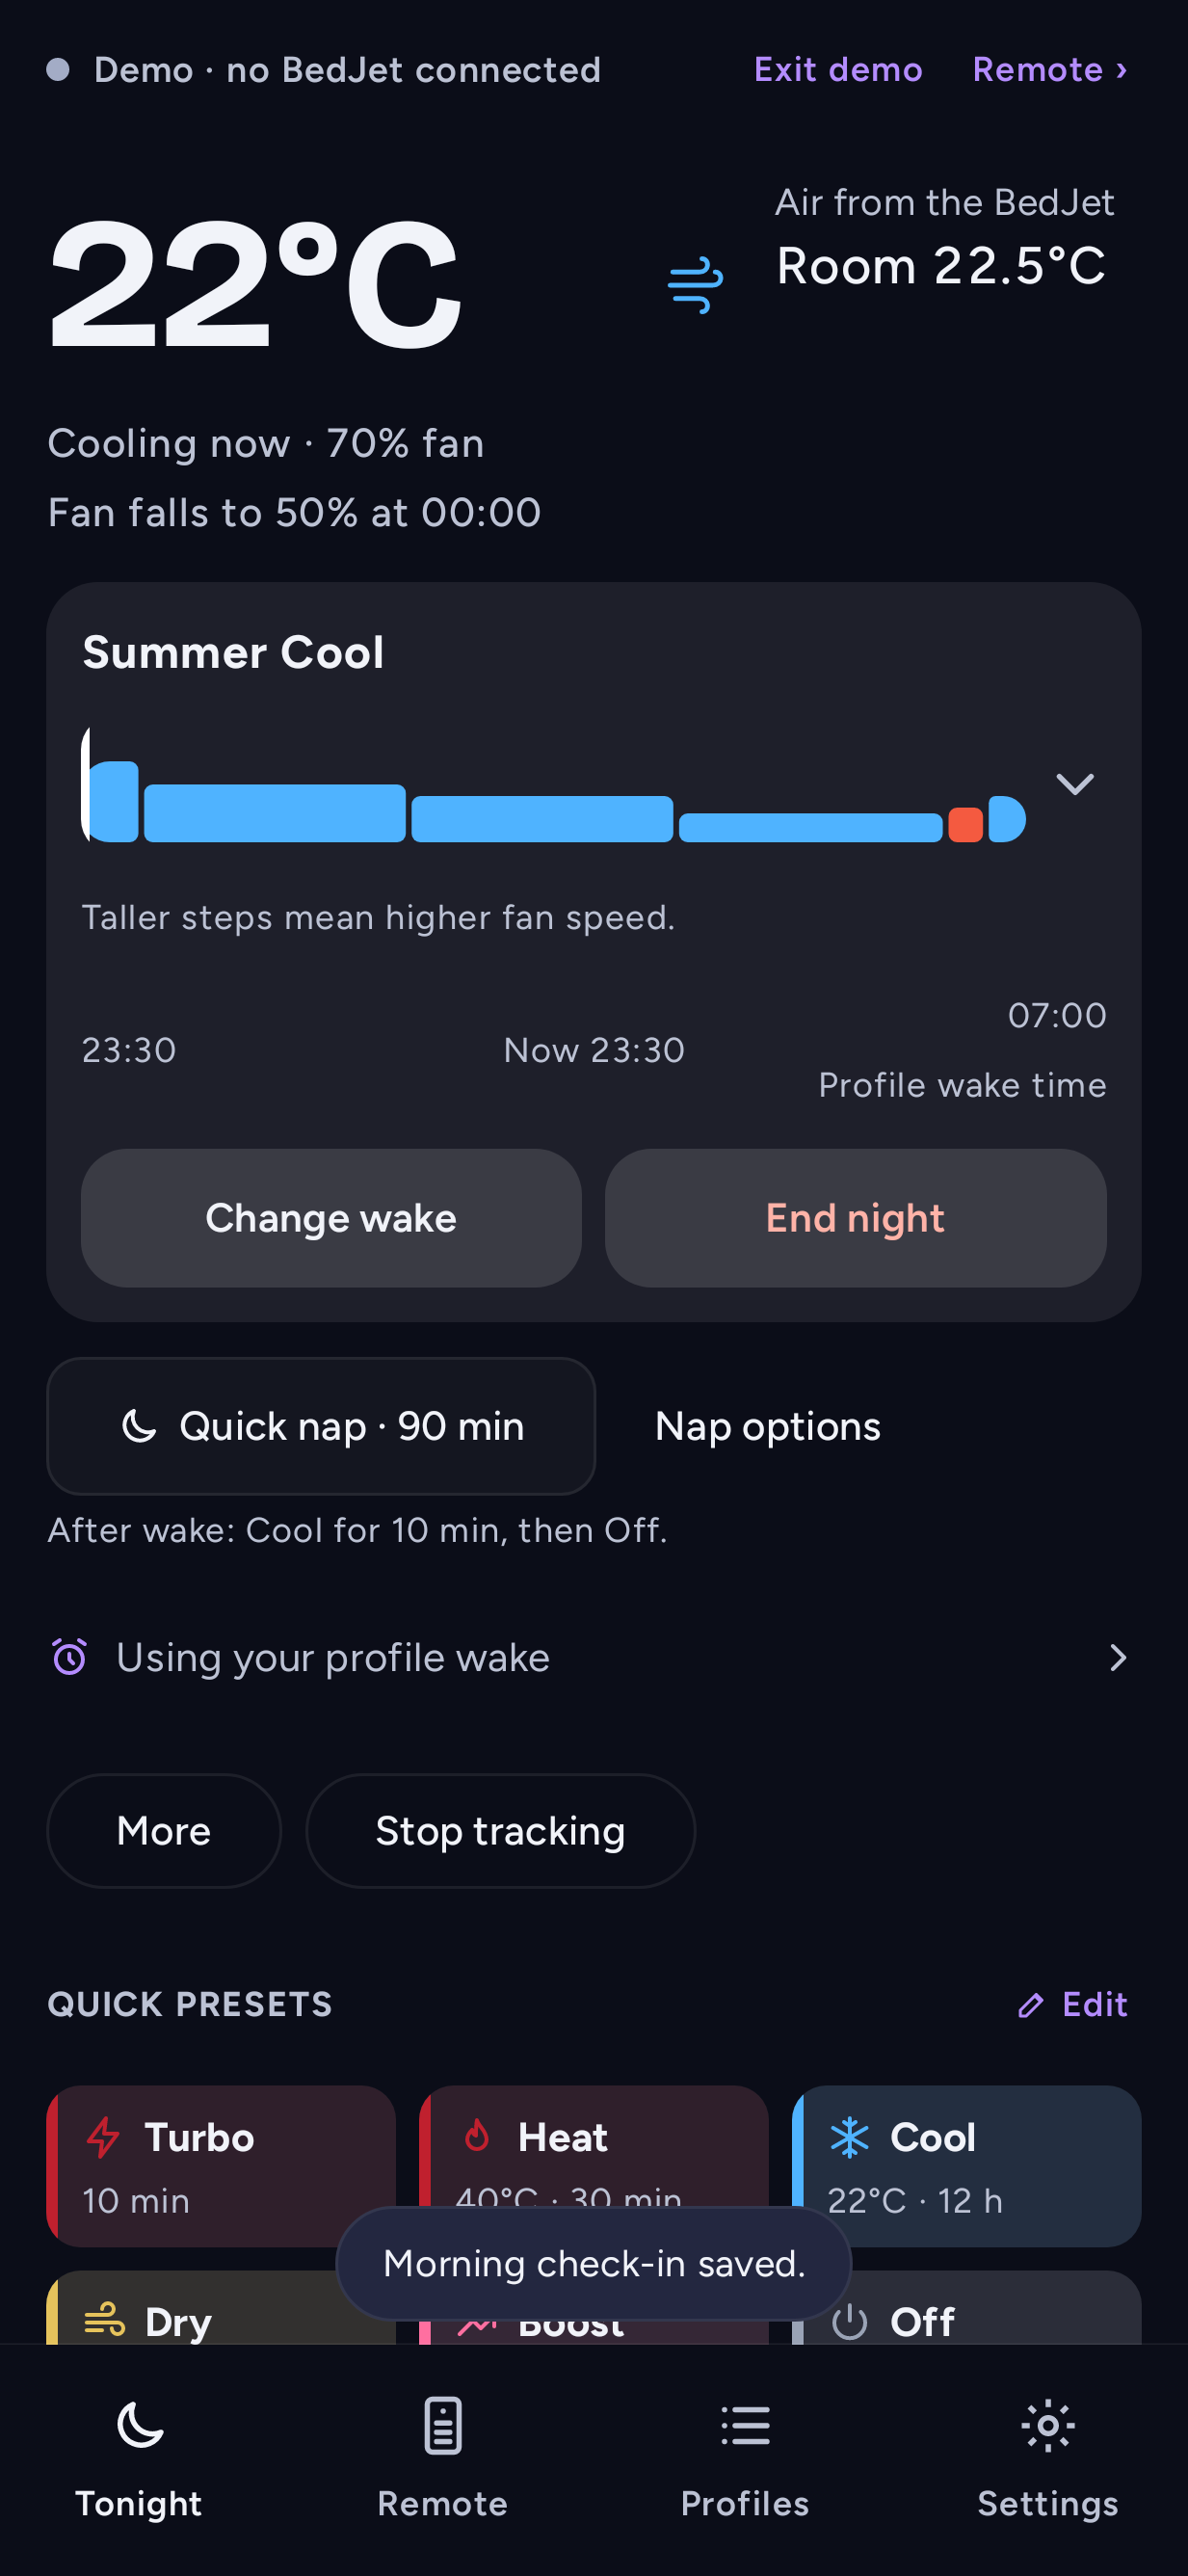 Demo · no BedJet connected
Exit demo
Remote ›
22°C
Air from the BedJet
Room 22.5°C
Cooling now · 70% fan
Fan falls to 50% at 00:00
Summer Cool
Taller steps mean higher fan speed.
23:30
Now 23:30
07:00
Profile wake time
Change wake
End night
Quick nap · 90 min
Nap options
After wake: Cool for 10 min, then Off.
Using your profile wake
More
Stop tracking
QUICK PRESETS
Edit
Turbo
Heat
Cool
10 min
40°C · 30 min
22°C · 12 h
Morning check-in saved.
Dry
Boost
Off
Tonight
Remote
Profiles
Settings